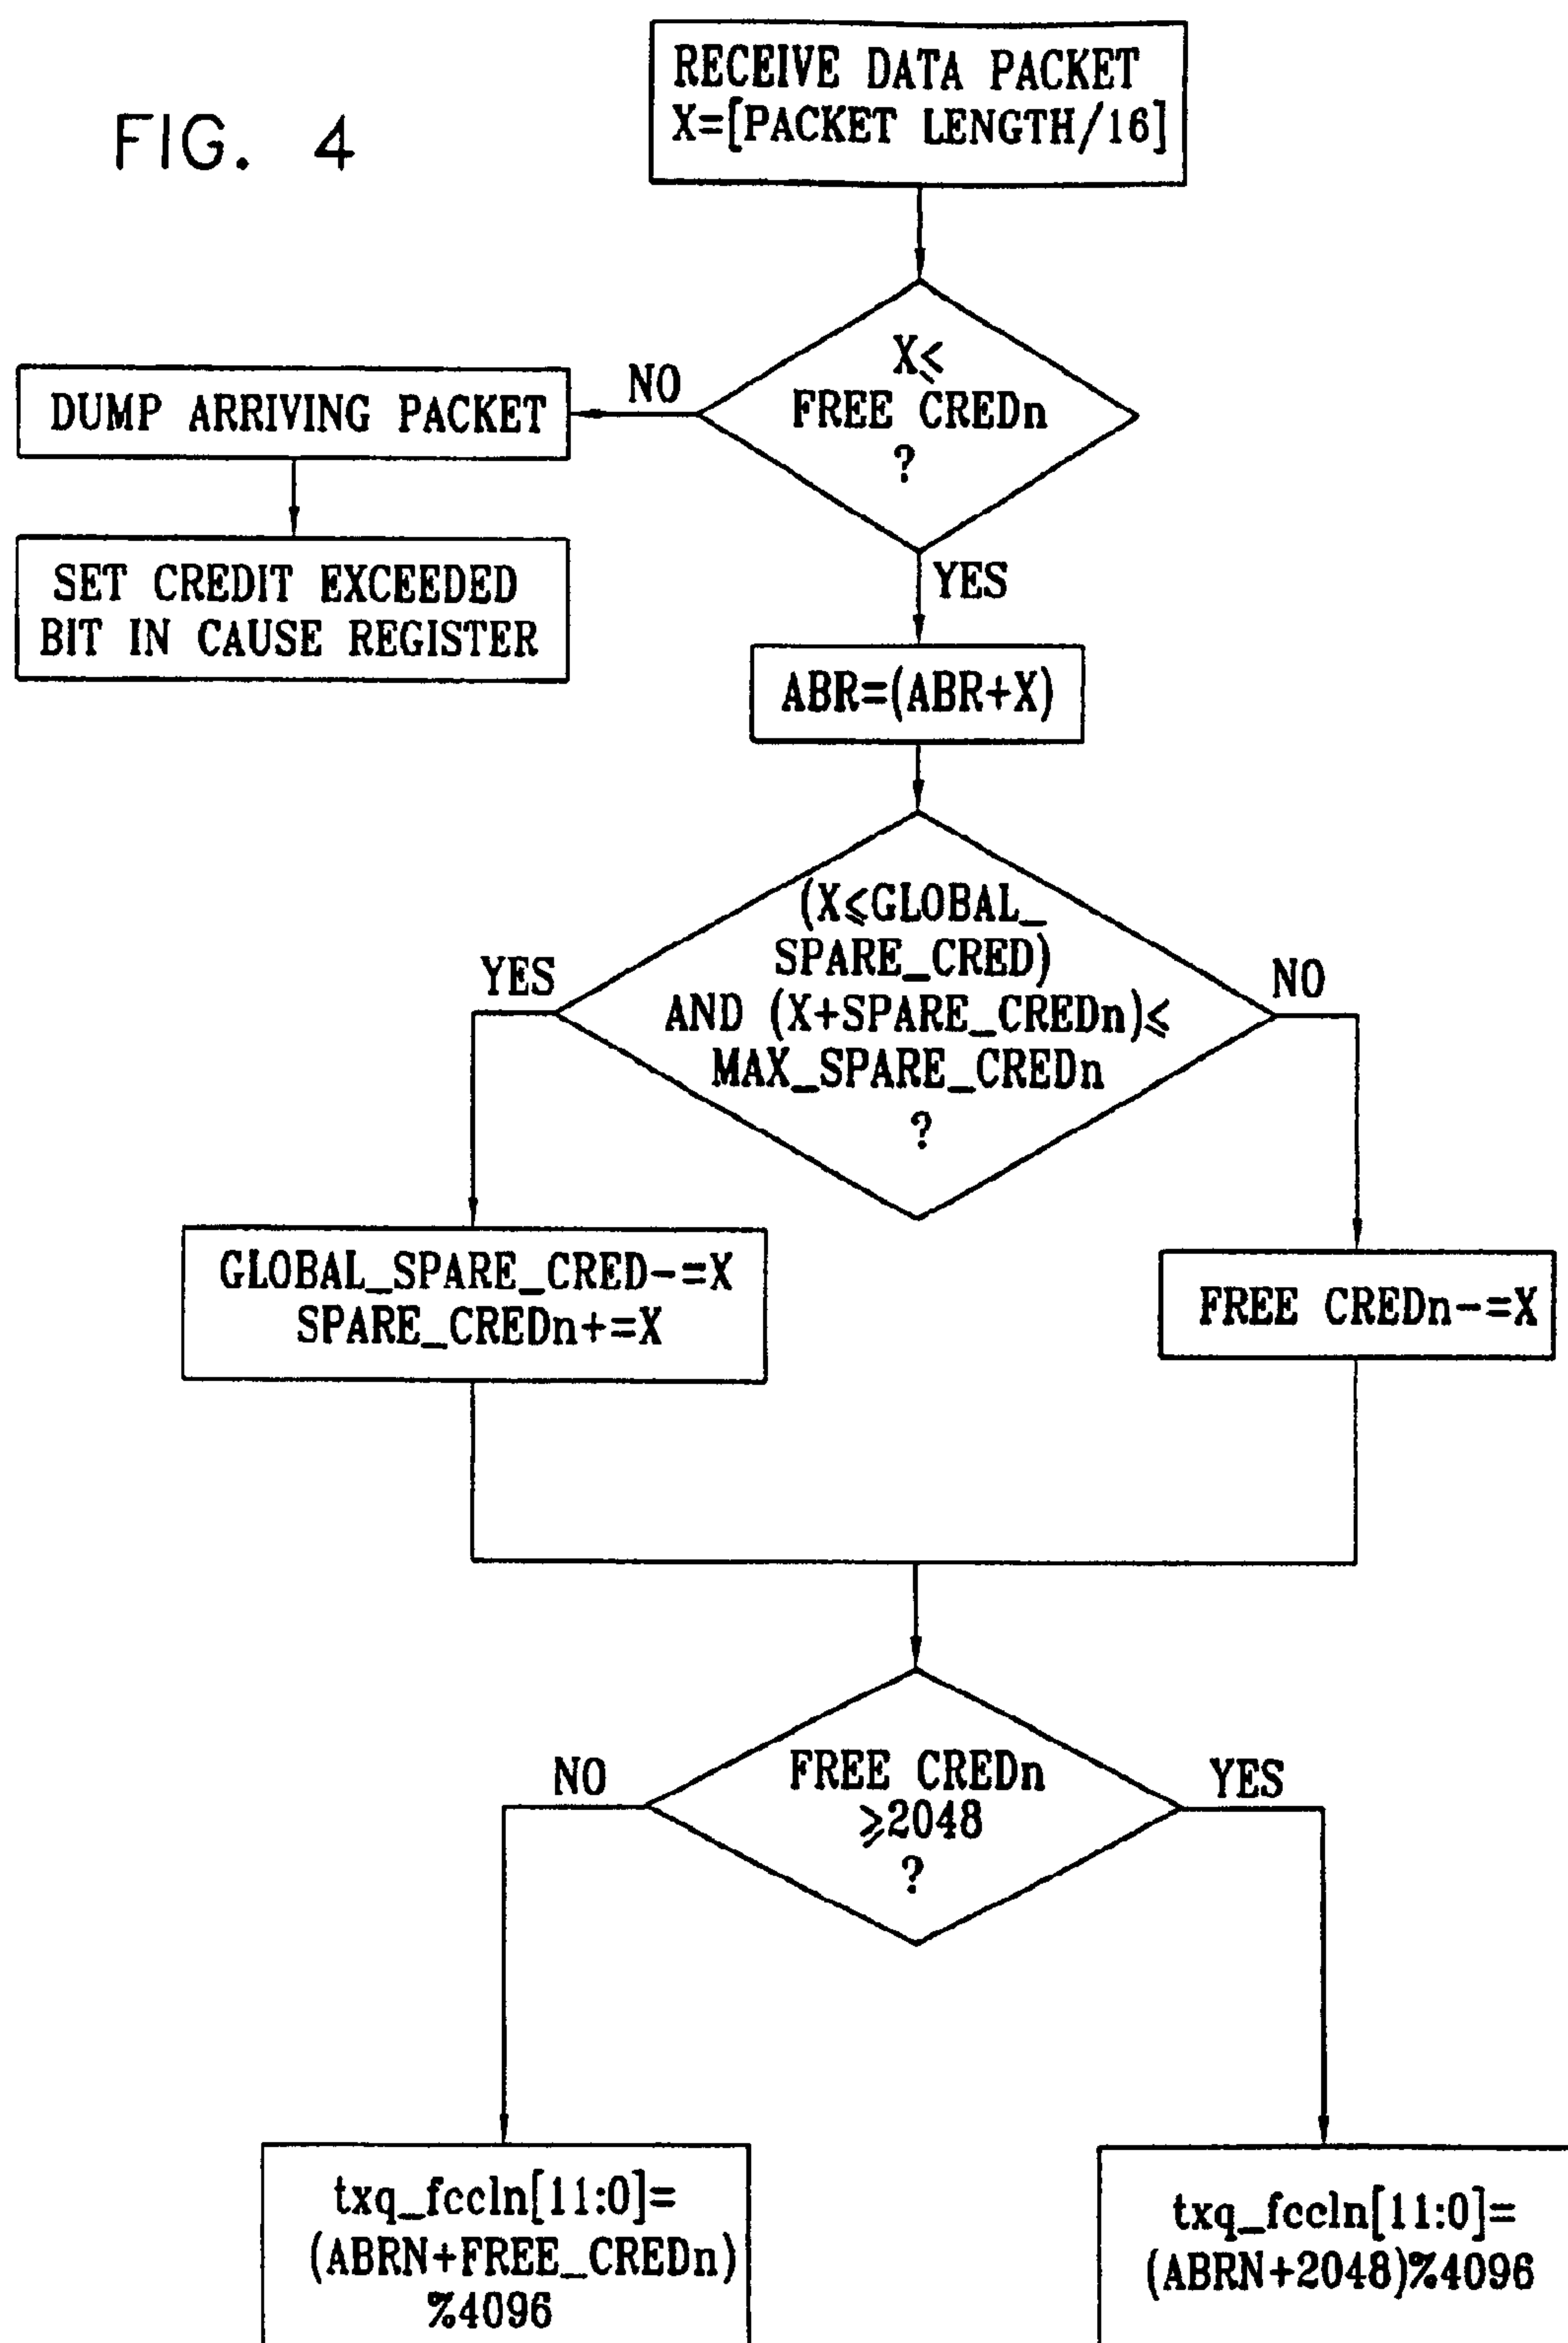 FIG. 4
RECEIVE DATA PACKET
X=[PACKET LENGTH/16]
X≤
FREE CREDn
?
NO
DUMP ARRIVING PACKET
SET CREDIT EXCEEDED
BIT IN CAUSE REGISTER
YES
ABR=(ABR+X)
(X≤GLOBAL_
SPARE_CRED)
AND (X+SPARE_CREDn)≤
MAX_SPARE_CREDn
?
YES
NO
GLOBAL_SPARE_CRED-=X
SPARE_CREDn+=X
FREE CREDn-=X
FREE CREDn
≥2048
?
NO
YES
txq_fccln[11:0]=
(ABRN+FREE_CREDn)
%4096
txq_fccln[11:0]=
(ABRN+2048)%4096